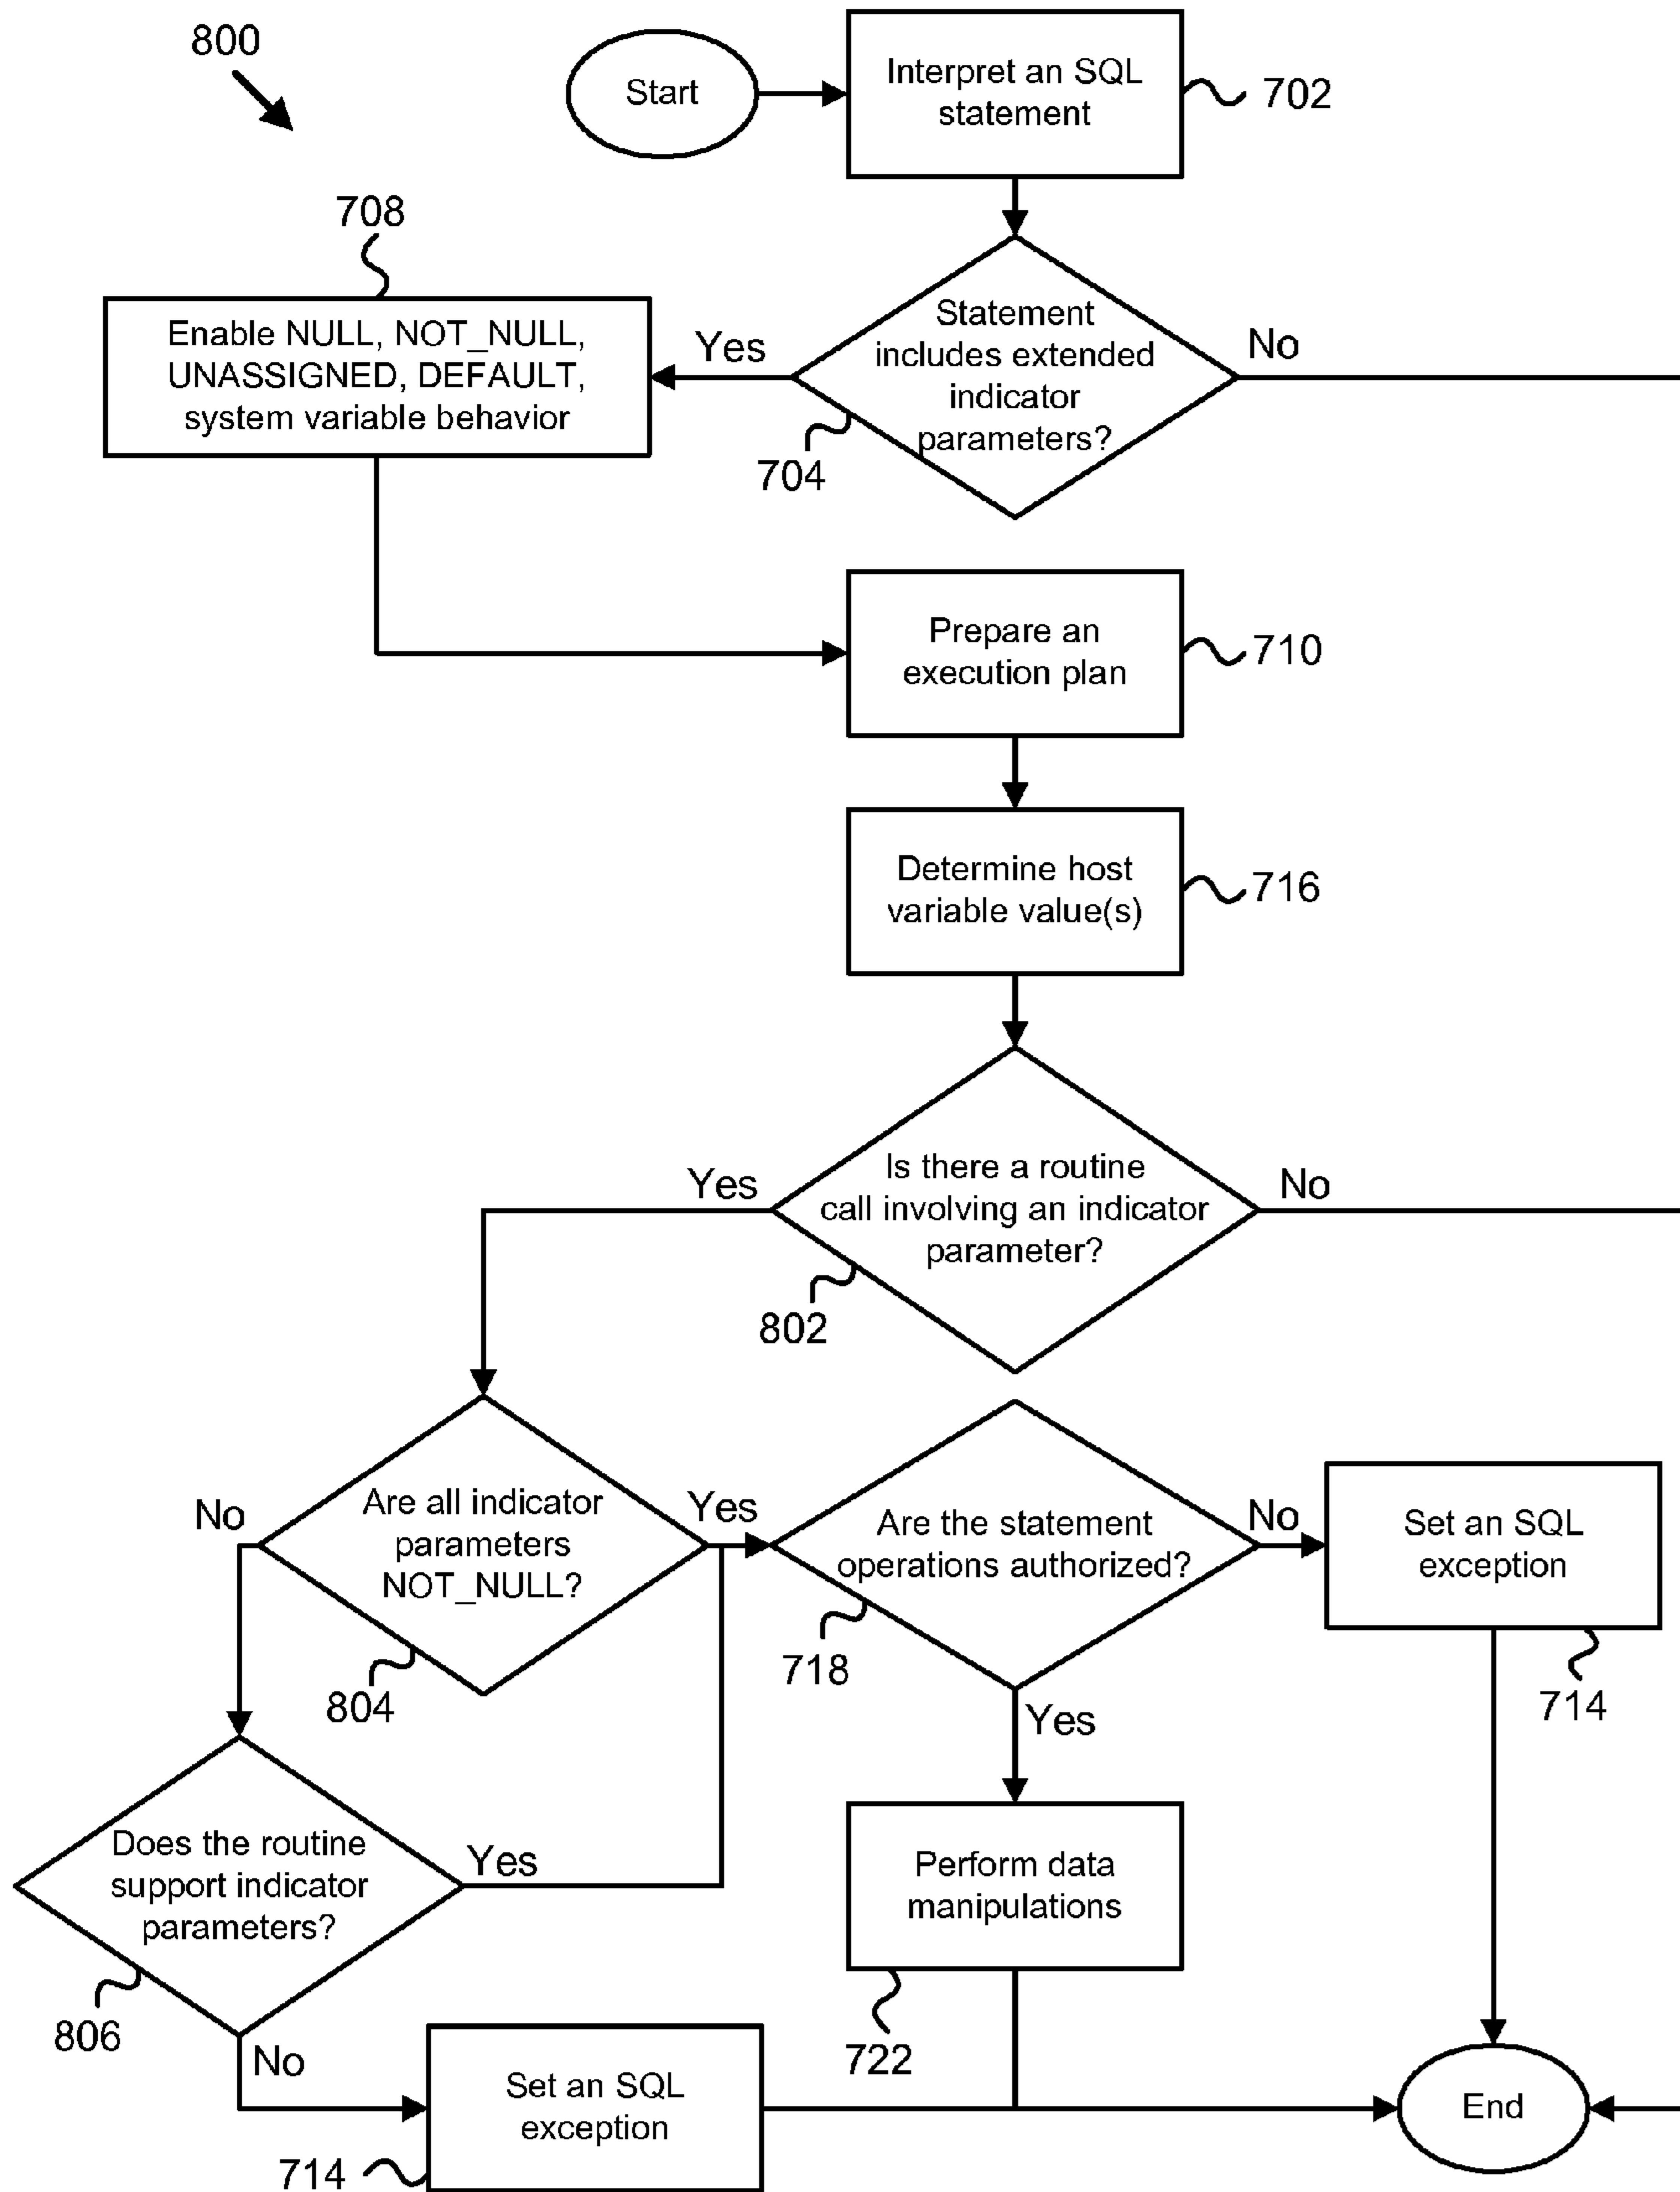 800
Start
Interpret an SQL
statement
702
708
Enable NULL, NOT_NULL,
UNASSIGNED, DEFAULT,
system variable behavior
Yes
Statement
includes extended
indicator
parameters?
No
704
Prepare an
execution plan
710
Determine host
variable value(s)
716
Yes
Is there a routine
call involving an indicator
parameter?
No
802
No
Are all indicator
parameters
NOT_NULL?
Yes
804
Are the statement
operations authorized?
No
718
Yes
Set an SQL
exception
714
Does the routine
support indicator
parameters?
Yes
806
No
Perform data
manipulations
722
Set an SQL
exception
714
End